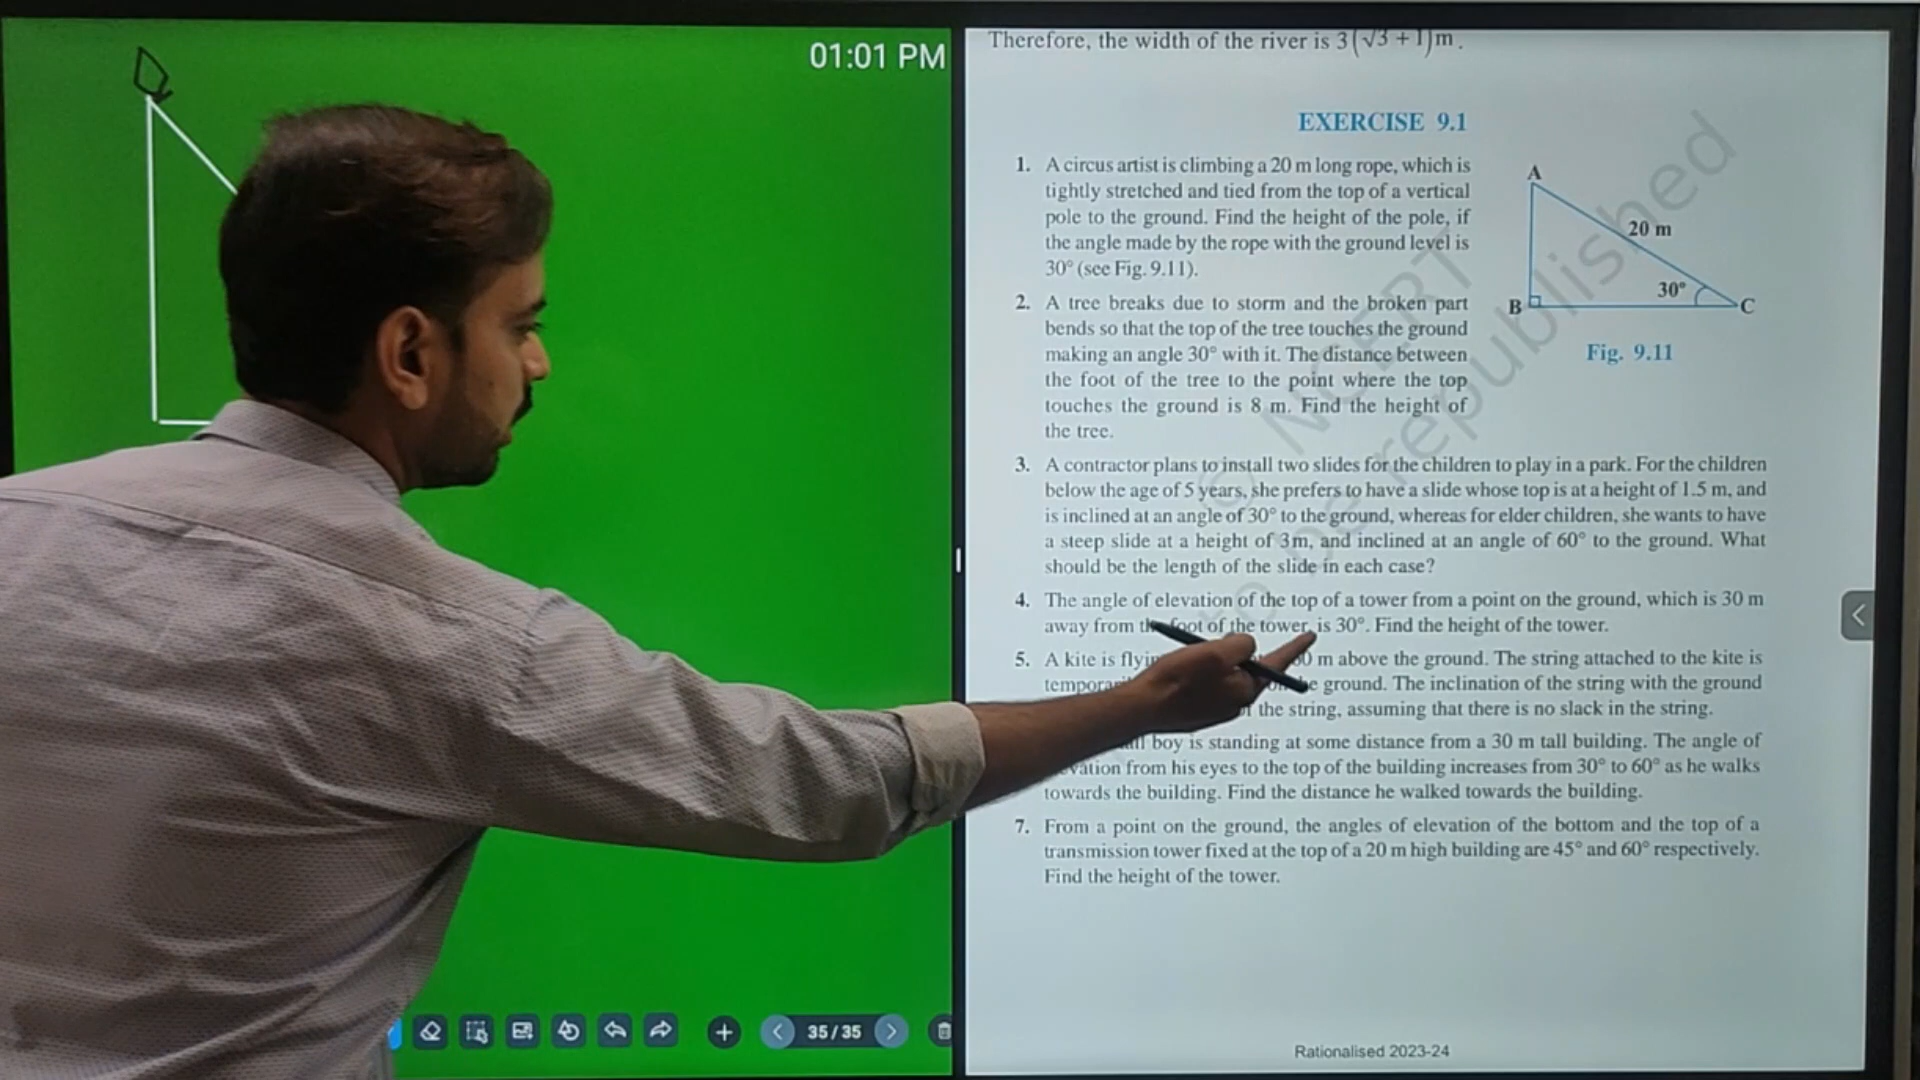 01:01 PM
Therefore, the width of the river is 3(√3 + 1)m.
EXERCISE 9.1
1. A circus artist is climbing a 20 m long rope, which is
tightly stretched and tied from the top of a vertical
pole to the ground. Find the height of the pole, if
the angle made by the rope with the ground level is
30° (see Fig. 9.11).
A
20 m
30°
B
C
Fig. 9.11
2. A tree breaks due to storm and the broken part
bends so that the top of the tree touches the ground
making an angle 30° with it. The distance between
the foot of the tree to the point where the top
touches the ground is 8 m. Find the height of
the tree.
3. A contractor plans to install two slides for the children to play in a park. For the children
below the age of 5 years, she prefers to have a slide whose top is at a height of 1.5 m, and
is inclined at an angle of 30° to the ground, whereas for elder children, she wants to have
a steep slide at a height of 3m, and inclined at an angle of 60° to the ground. What
should be the length of the slide in each case?
4. The angle of elevation of the top of a tower from a point on the ground, which is 30 m
away from foot of the tower, is 30°. Find the height of the tower.
5. A kite is m above the ground. The string attached to the kite is
ground. The inclination of the string with the ground
the string, assuming that there is no slack in the string.
boy is standing at some distance from a 30 m tall building. The angle of
from his eyes to the top of the building increases from 30° to 60° as he walks
towards the building. Find the distance he walked towards the building.
7. From a point on the ground, the angles of elevation of the bottom and the top of a
transmission tower fixed at the top of a 20 m high building are 45° and 60° respectively.
Find the height of the tower.
© NCERT
to be republished
35/35
Rationalised 2023-24